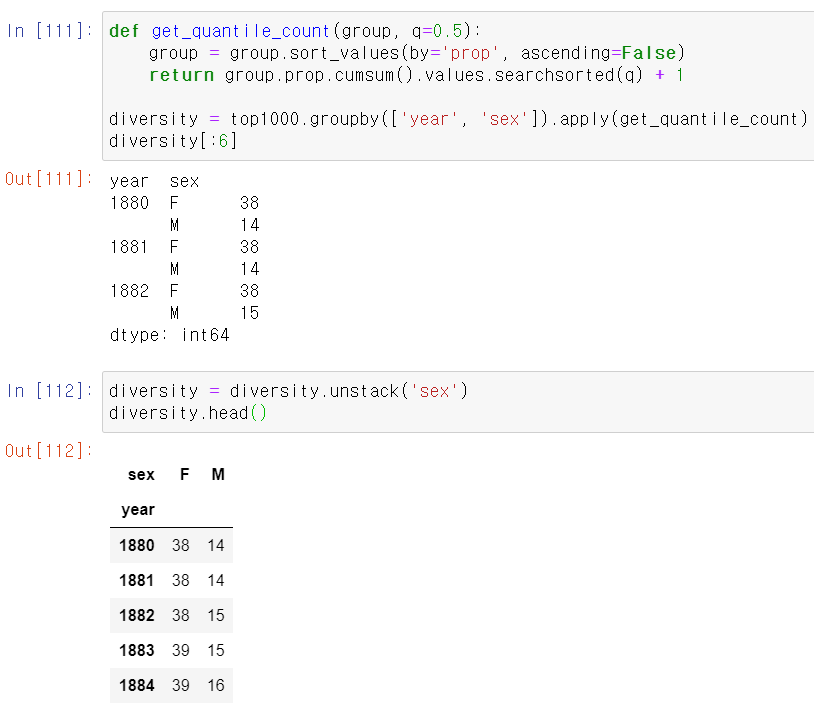 In [111]: def get_quantile_count(group, q=0.5):
    group = group.sort_values(by='prop', ascending=False)
    return group.prop.cumsum().values.searchsorted(q) + 1

diversity = top1000.groupby(['year', 'sex']).apply(get_quantile_count)
diversity[:6]
Out[111]: year  sex
1880  F      38
      M      14
1881  F      38
      M      14
1882  F      38
      M      15
dtype: int64
In [112]: diversity = diversity.unstack('sex')
diversity.head()
Out[112]:
sex F M
year
1880 38 14
1881 38 14
1882 38 15
1883 39 15
1884 39 16